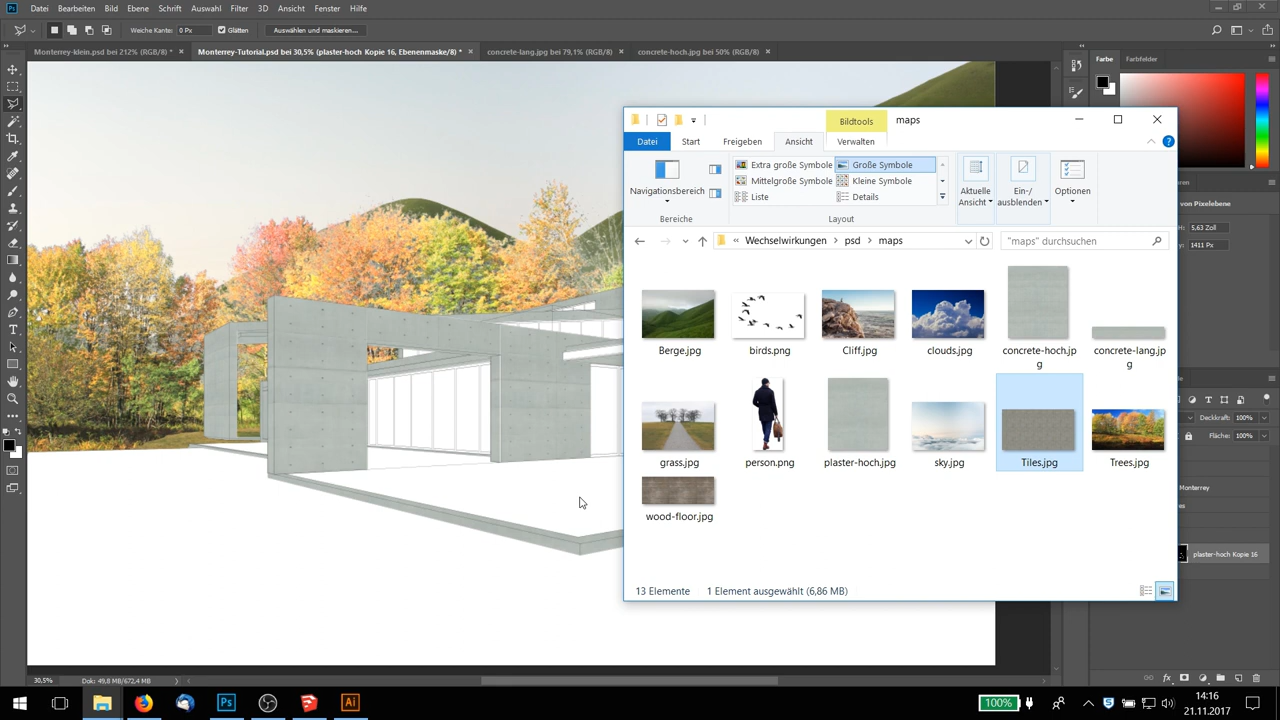 Ps Datei Bearbeiten Bild Ebene Schrift Auswahl Filter 3D Ansicht Fenster Hilfe
Weiche Kante: 0 Px Glätten Auswählen und maskieren...
Monterrey-klein.psd bei 212% (RGB/8) * × Monterrey-Tutorial.psd bei 30,5% (plaster-hoch Kopie 16, Ebenenmaske/8) * × concrete-lang.jpg bei 79,1% (RGB/8) × concrete-hoch.jpg bei 50% (RGB/8) ×
Farbe Farbfelder
Bildtools maps
Datei Start Freigeben Ansicht Verwalten
Navigationsbereich
Extra große Symbole Große Symbole
Mittelgroße Symbole Kleine Symbole
Liste Details
Aktuelle Ansicht
Ein-/ ausblenden
Optionen
Bereiche Layout
« Wechselwirkungen psd maps "maps" durchsuchen
Berge.jpg birds.png Cliff.jpg clouds.jpg concrete-hoch.jp
g
concrete-lang.jp
g
grass.jpg person.png plaster-hoch.jpg sky.jpg Tiles.jpg Trees.jpg
wood-floor.jpg
13 Elemente 1 Element ausgewählt (6,86 MB)
ren
-von Pixelebene
H: 5,63 Zoll
Y: 1411 Px
Deckkraft: 100%
Fläche: 100%
Monterrey
es
plaster-hoch Kopie 16
fx
30,5% Dok: 49,8 MB/672,4 MB
Ps Ai
100%
14:16
21.11.2017